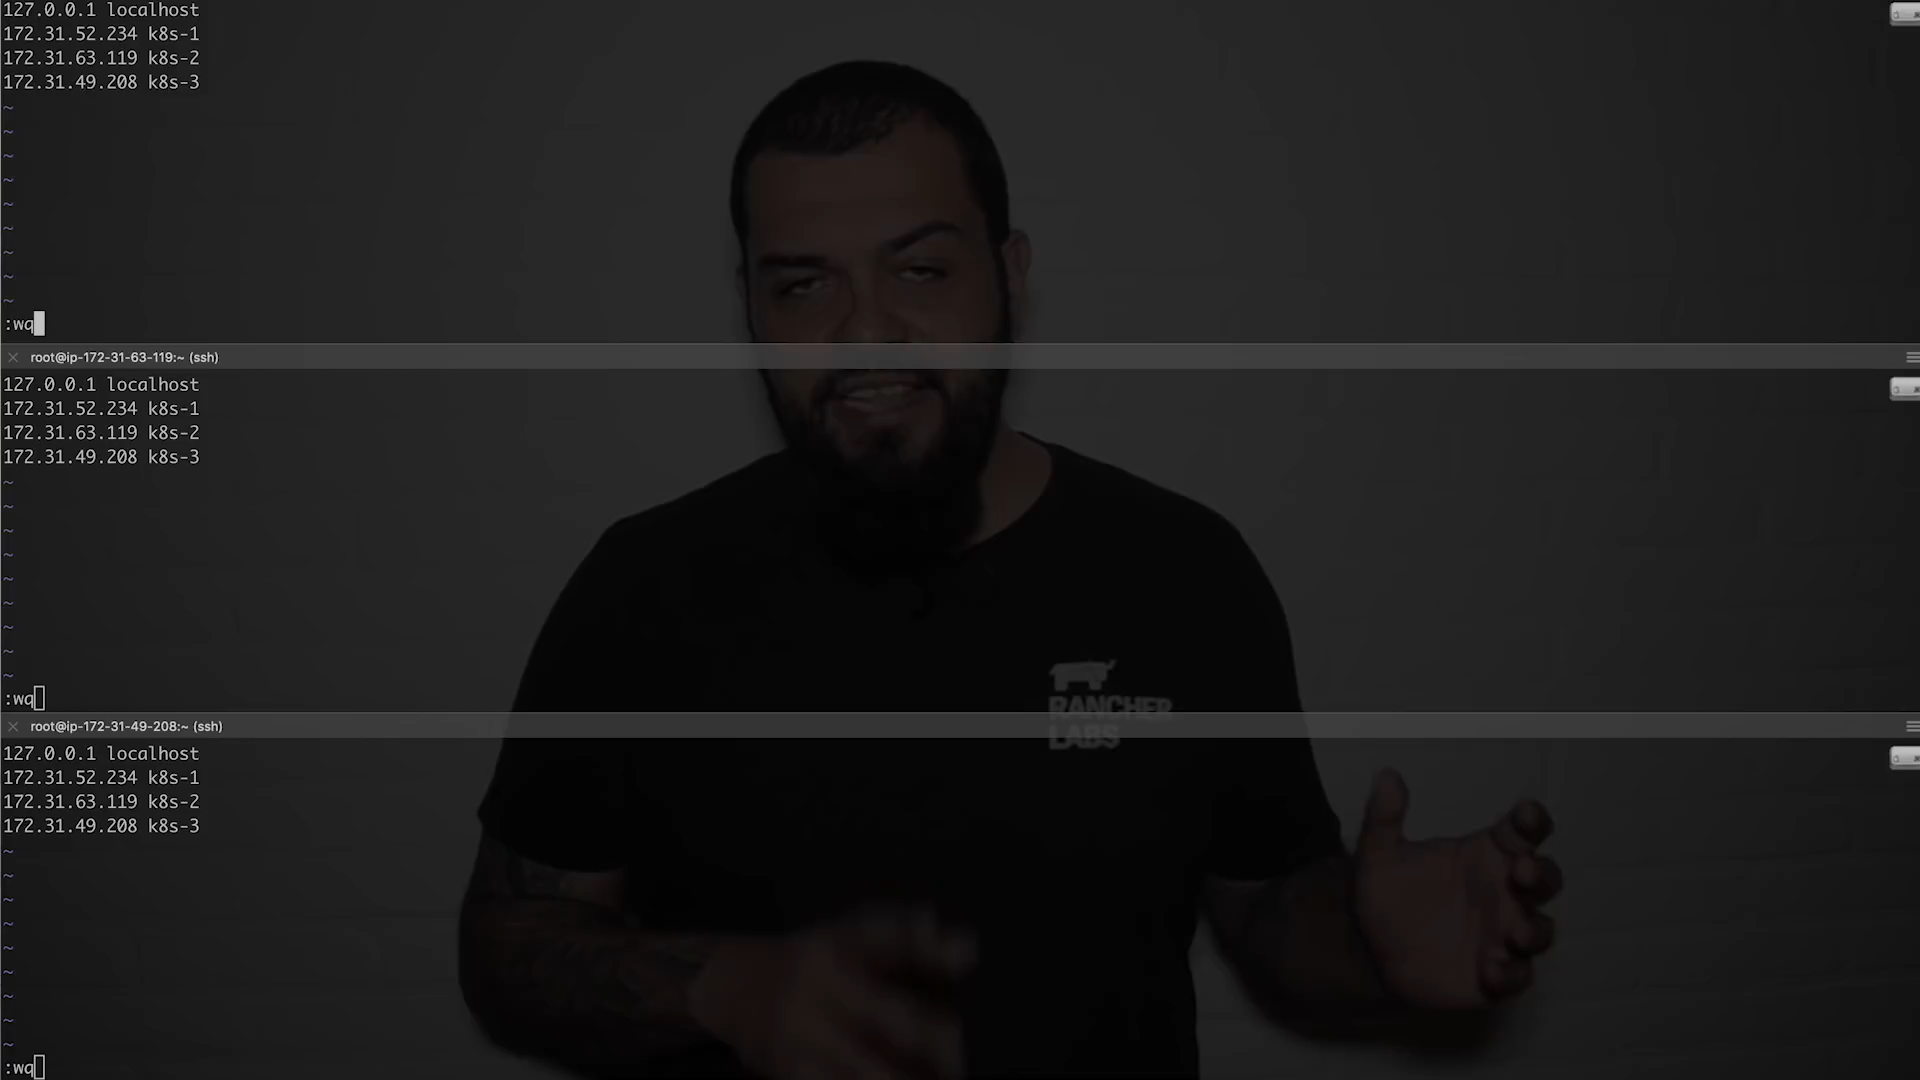 127.0.0.1 localhost
172.31.52.234 k8s-1
172.31.63.119 k8s-2
172.31.49.208 k8s-3
~
~
~
~
~
~
~
~
~
:wq
root@ip-172-31-63-119:~ (ssh)
127.0.0.1 localhost
172.31.52.234 k8s-1
172.31.63.119 k8s-2
172.31.49.208 k8s-3
~
~
~
~
~
~
~
~
~
:wq
RANCHER
LABS
root@ip-172-31-49-208:~ (ssh)
127.0.0.1 localhost
172.31.52.234 k8s-1
172.31.63.119 k8s-2
172.31.49.208 k8s-3
~
~
~
~
~
~
~
~
~
:wq